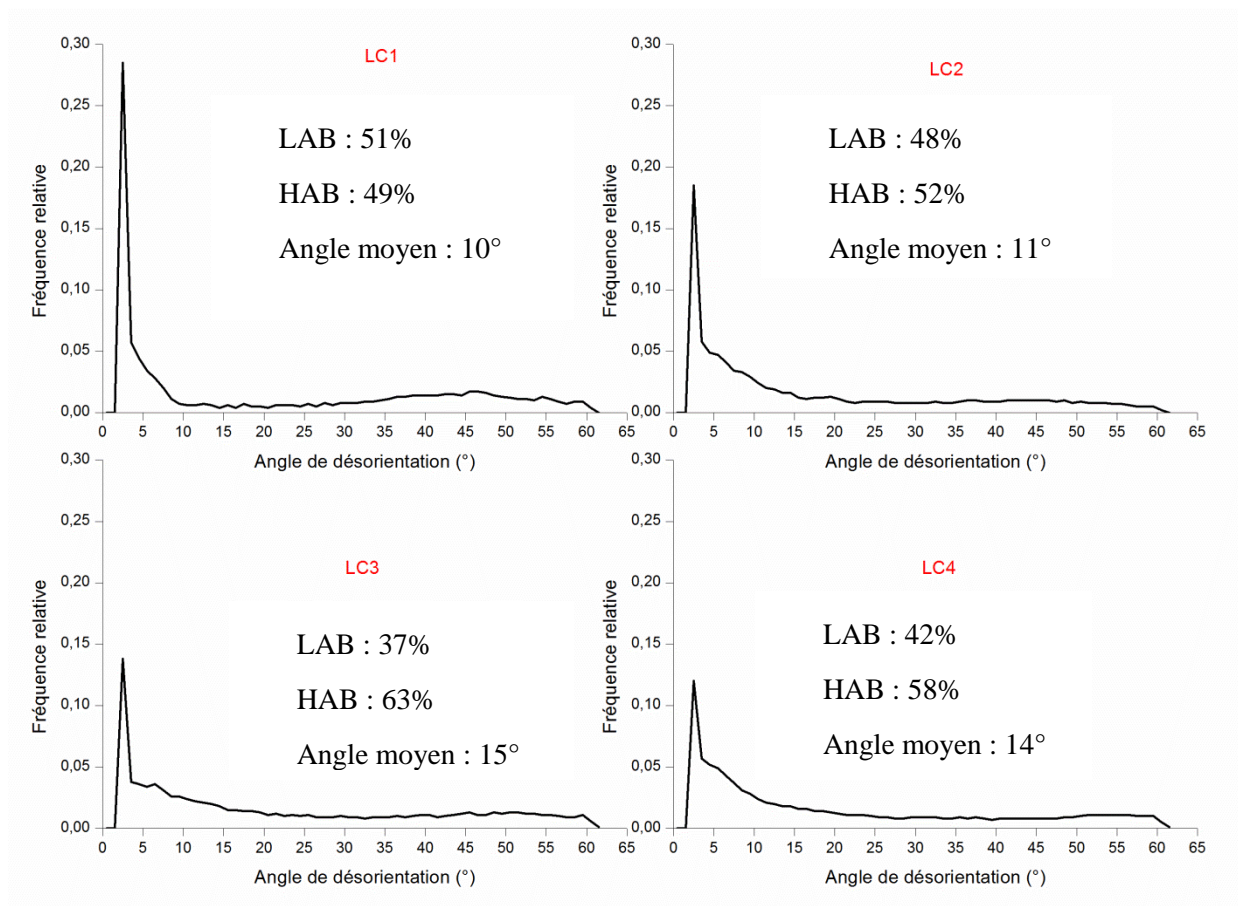 LC1
LAB : 51%
HAB : 49%
Angle moyen : 10°
Fréquence relative
0,30
0,25
0,20
0,15
0,10
0,05
0,00
0 5 10 15 20 25 30 35 40 45 50 55 60 65
Angle de désorientation (°)
LC2
LAB : 48%
HAB : 52%
Angle moyen : 11°
Fréquence relative
0,30
0,25
0,20
0,15
0,10
0,05
0,00
0 5 10 15 20 25 30 35 40 45 50 55 60 65
Angle de désorientation (°)
LC3
LAB : 37%
HAB : 63%
Angle moyen : 15°
Fréquence relative
0,30
0,25
0,20
0,15
0,10
0,05
0,00
0 5 10 15 20 25 30 35 40 45 50 55 60 65
Angle de désorientation (°)
LC4
LAB : 42%
HAB : 58%
Angle moyen : 14°
Fréquence relative
0,30
0,25
0,20
0,15
0,10
0,05
0,00
0 5 10 15 20 25 30 35 40 45 50 55 60 65
Angle de désorientation (°)